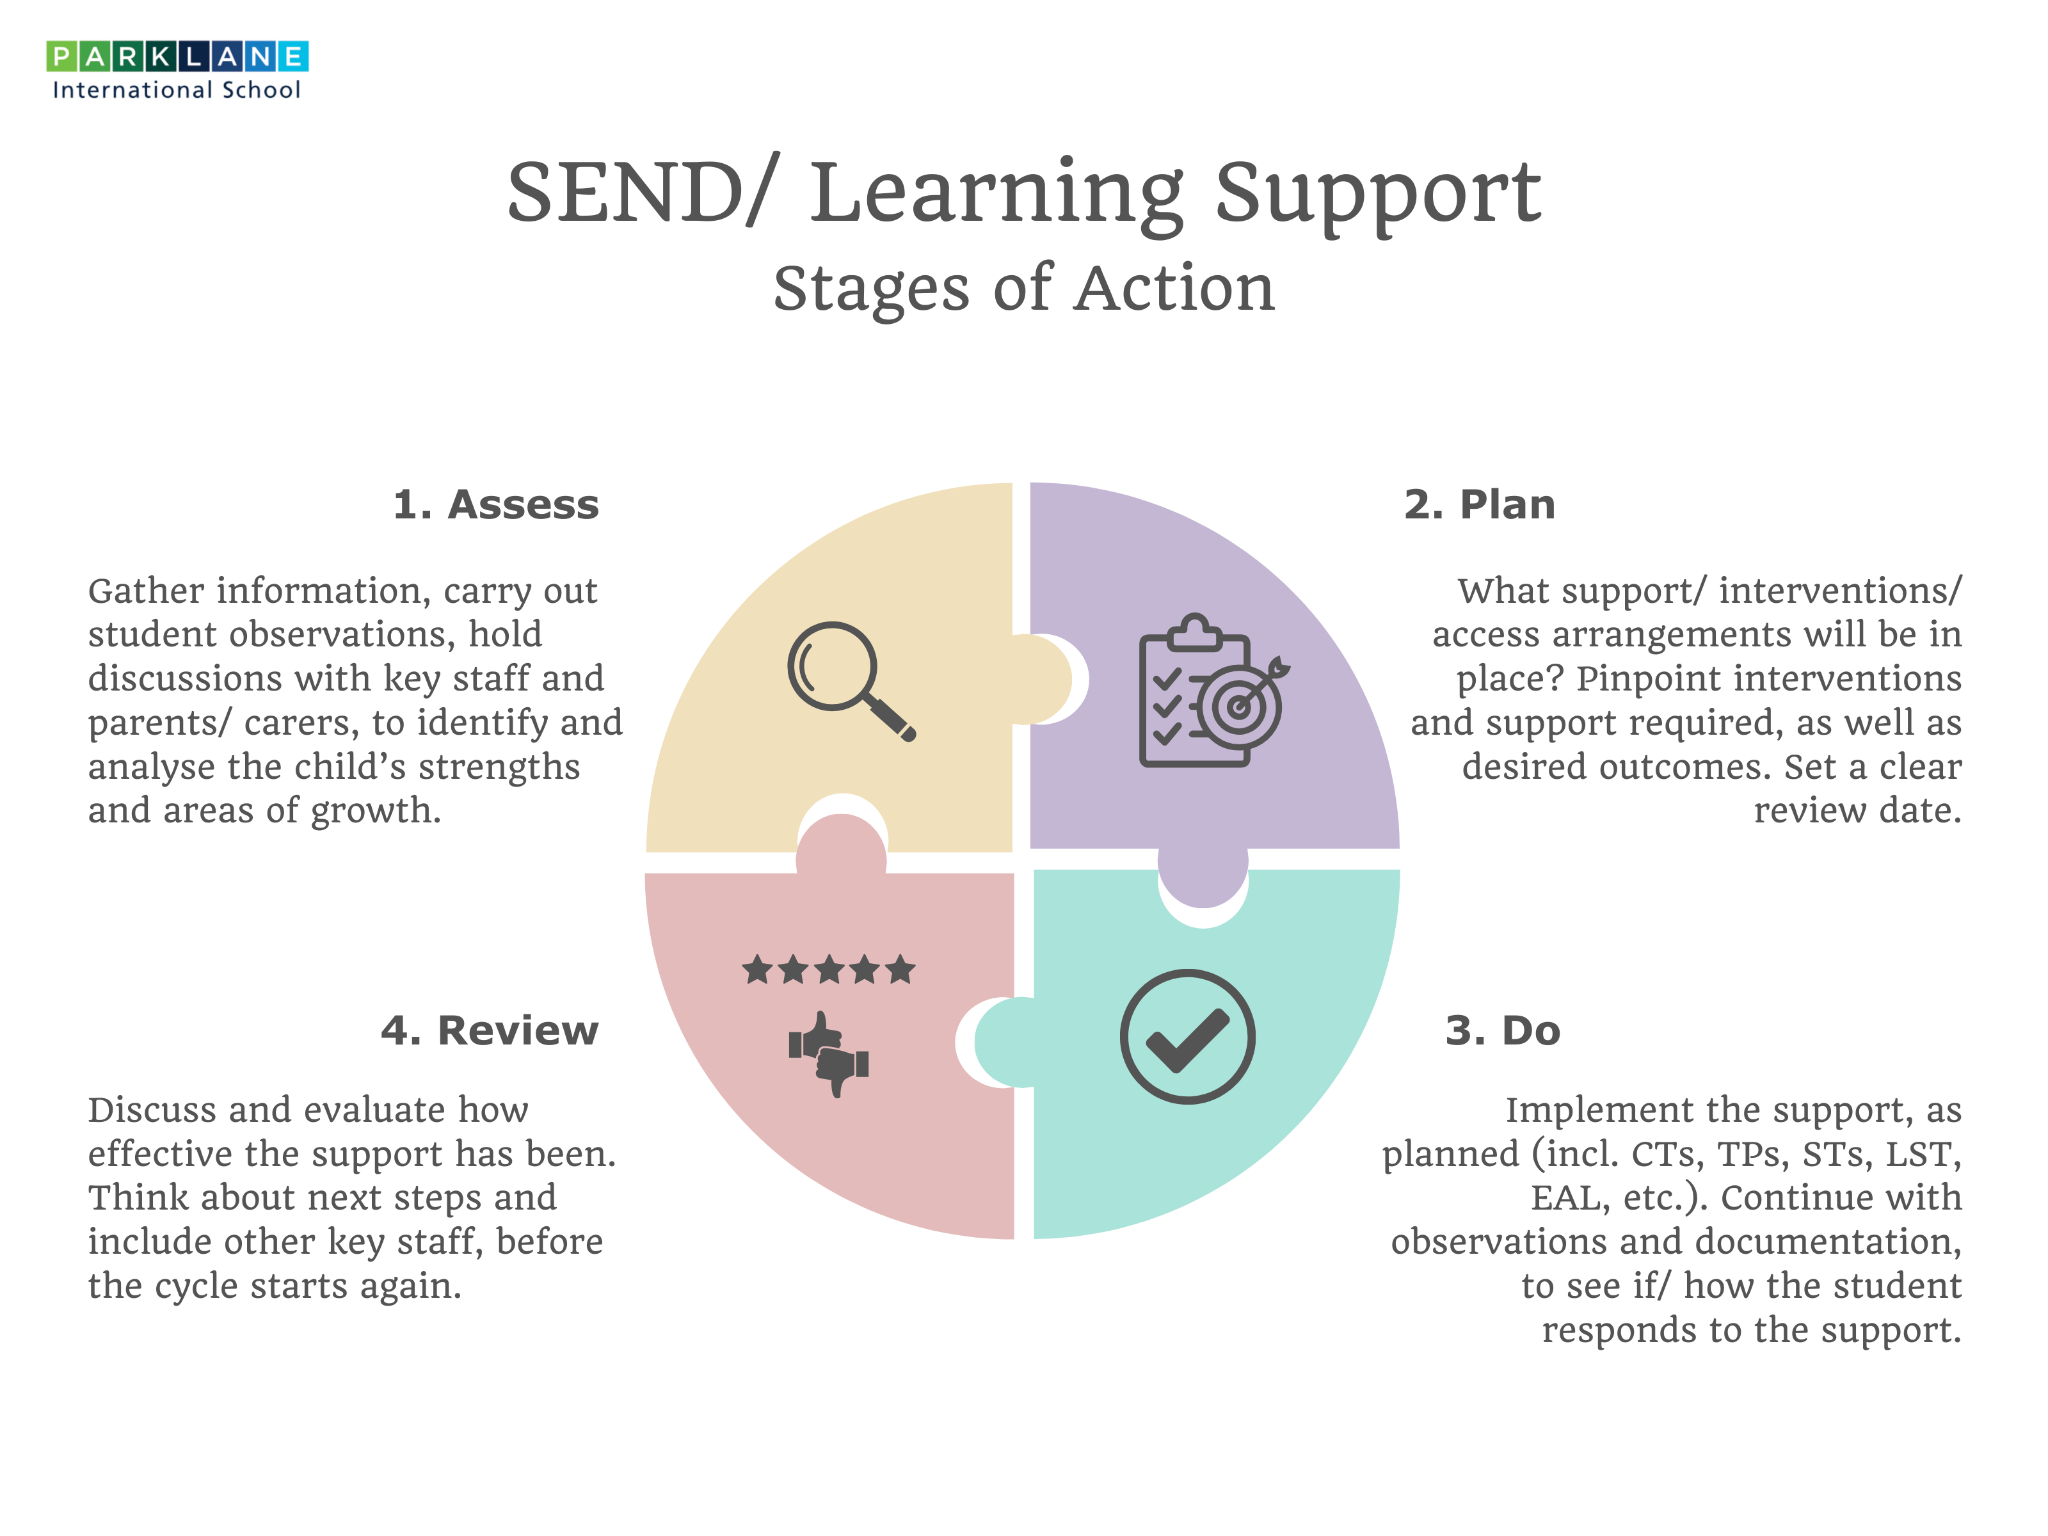 PARKLANE
International School
SEND/ Learning Support
Stages of Action
1. Assess
Gather information, carry out
student observations, hold
discussions with key staff and
parents/ carers, to identify and
analyse the child’s strengths
and areas of growth.
2. Plan
What support/ interventions/
access arrangements will be in
place? Pinpoint interventions
and support required, as well as
desired outcomes. Set a clear
review date.
3. Do
Implement the support, as
planned (incl. CTs, TPs, STs, LST,
EAL, etc.). Continue with
observations and documentation,
to see if/ how the student
responds to the support.
4. Review
Discuss and evaluate how
effective the support has been.
Think about next steps and
include other key staff, before
the cycle starts again.